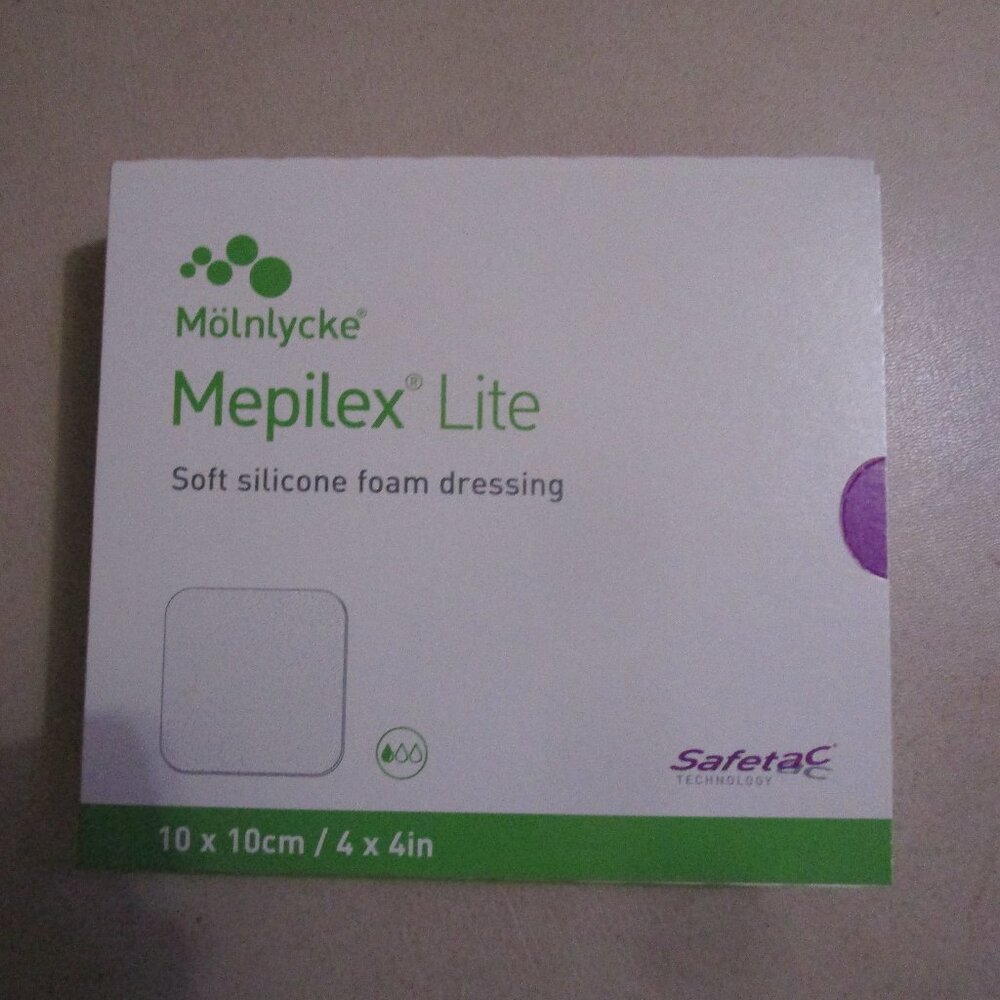 Mölnlycke®
Mepilex® Lite
Soft silicone foam dressing
Safetac
TECHNOLOGY
10 x 10cm / 4 x 4in